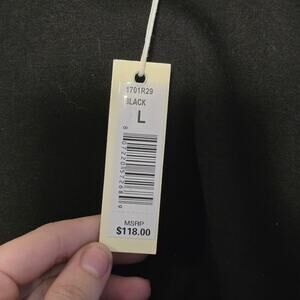 1701R29
BLACK
L
MSRP
$118.00